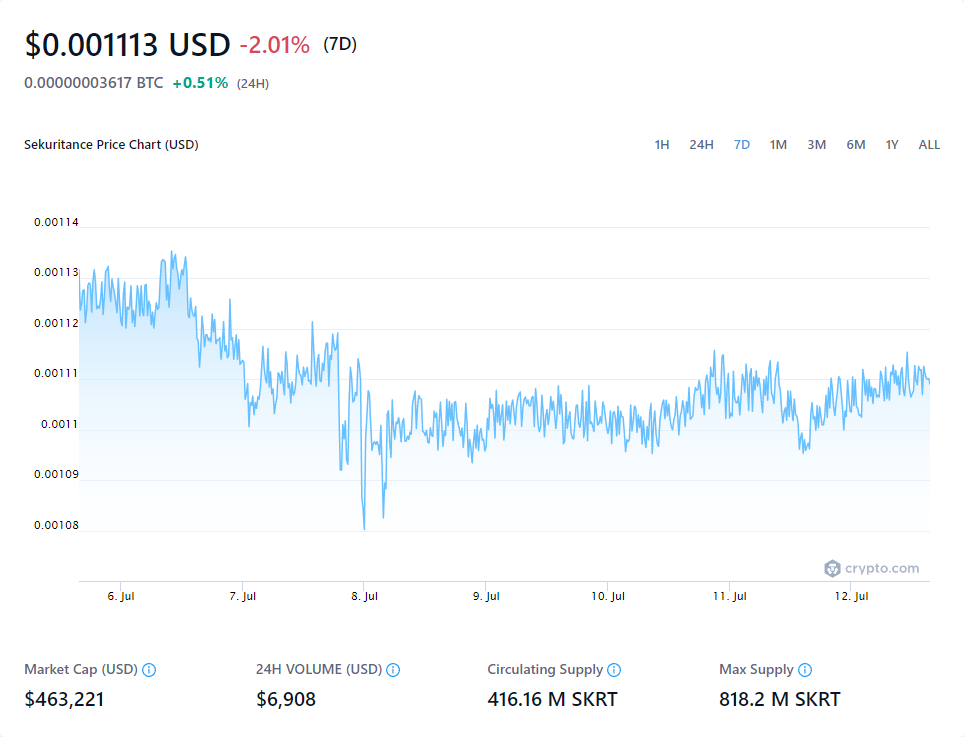 $0.001113 USD -2.01% (7D)
0.00000003617 BTC +0.51% (24H)
Sekuritance Price Chart (USD) 1H 24H 7D 1M 3M 6M 1Y ALL
0.00114
0.00113
0.00112
0.00111
0.0011
0.00109
0.00108
crypto.com
6. Jul 7. Jul 8. Jul 9. Jul 10. Jul 11. Jul 12. Jul
Market Cap (USD) 24H VOLUME (USD) Circulating Supply Max Supply
$463,221 $6,908 416.16 M SKRT 818.2 M SKRT